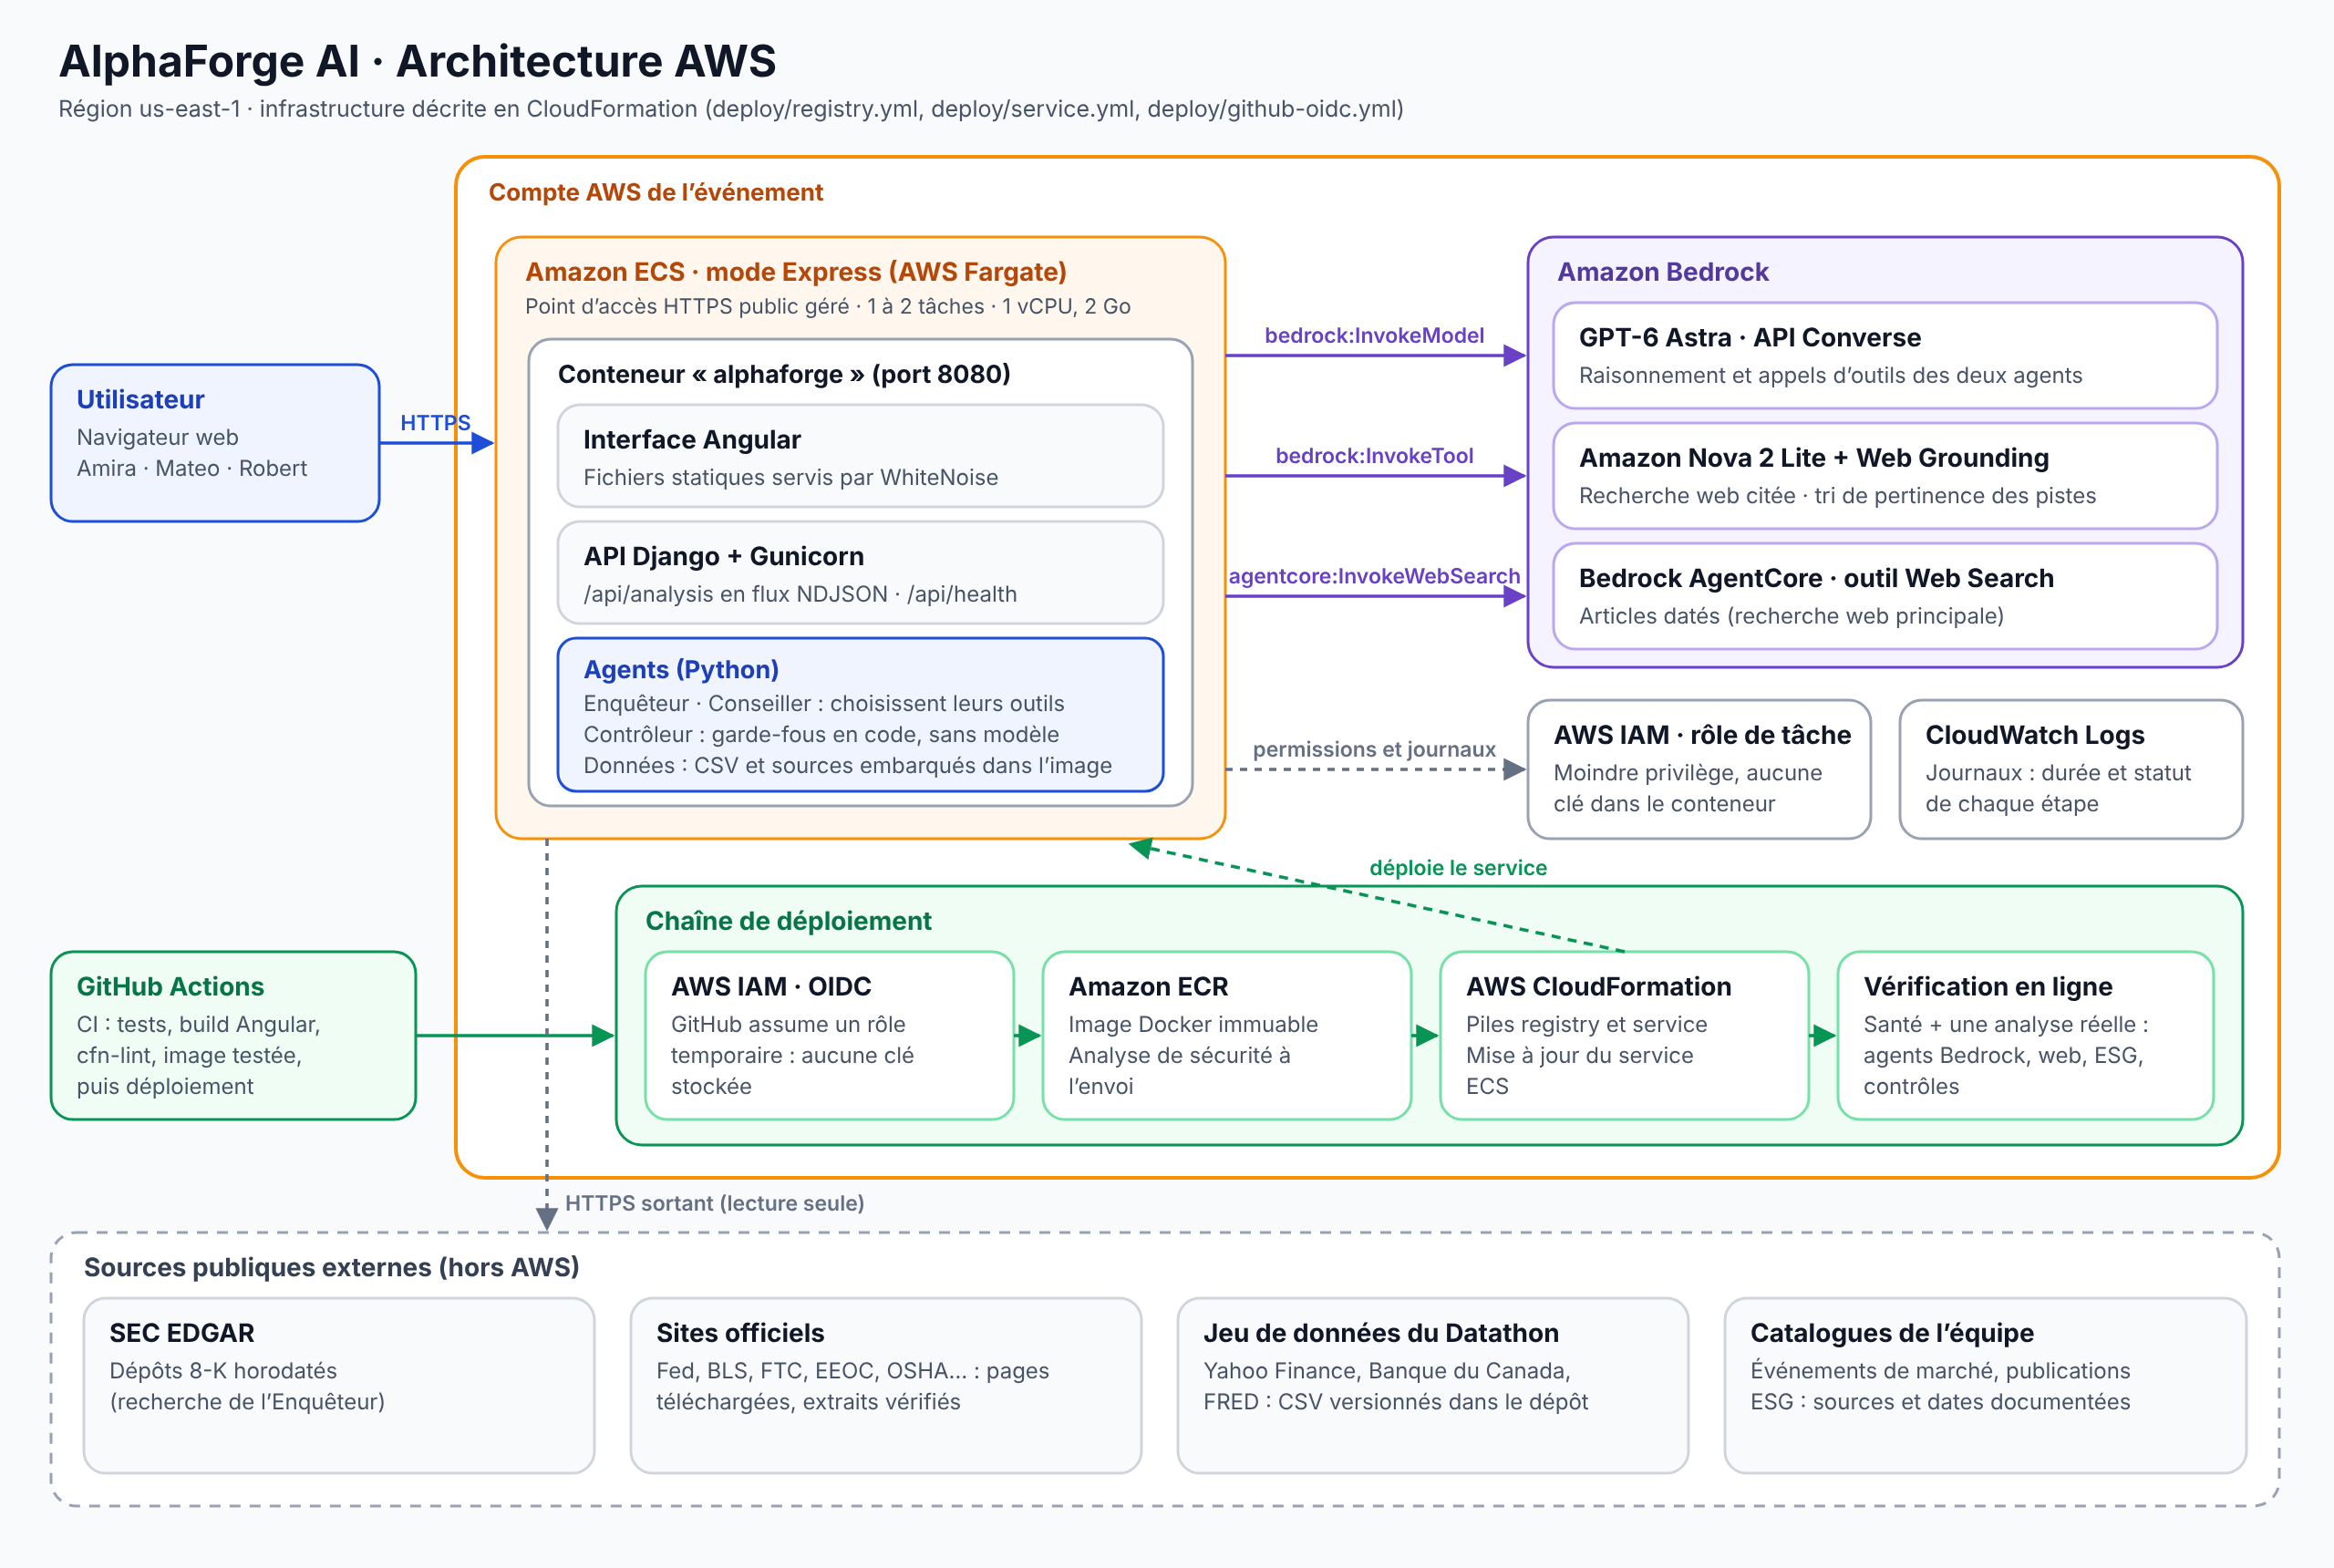 AlphaForge AI · Architecture AWS
Région us-east-1 · infrastructure décrite en CloudFormation (deploy/registry.yml, deploy/service.yml, deploy/github-oidc.yml)
Compte AWS de l’événement
Amazon ECS · mode Express (AWS Fargate)
Point d’accès HTTPS public géré · 1 à 2 tâches · 1 vCPU, 2 Go
Conteneur « alphaforge » (port 8080)
Interface Angular
Fichiers statiques servis par WhiteNoise
API Django + Gunicorn
/api/analysis en flux NDJSON · /api/health
Agents (Python)
Enquêteur · Conseiller : choisissent leurs outils
Contrôleur : garde-fous en code, sans modèle
Données : CSV et sources embarqués dans l’image
Utilisateur
Navigateur web
Amira · Mateo · Robert
HTTPS
bedrock:InvokeModel
bedrock:InvokeTool
agentcore:InvokeWebSearch
permissions et journaux
Amazon Bedrock
GPT-6 Astra · API Converse
Raisonnement et appels d’outils des deux agents
Amazon Nova 2 Lite + Web Grounding
Recherche web citée · tri de pertinence des pistes
Bedrock AgentCore · outil Web Search
Articles datés (recherche web principale)
AWS IAM · rôle de tâche
Moindre privilège, aucune
clé dans le conteneur
CloudWatch Logs
Journaux : durée et statut
de chaque étape
déploie le service
Chaîne de déploiement
GitHub Actions
CI : tests, build Angular,
cfn-lint, image testée,
puis déploiement
AWS IAM · OIDC
GitHub assume un rôle
temporaire : aucune clé
stockée
Amazon ECR
Image Docker immuable
Analyse de sécurité à
l’envoi
AWS CloudFormation
Piles registry et service
Mise à jour du service
ECS
Vérification en ligne
Santé + une analyse réelle :
agents Bedrock, web, ESG,
contrôles
HTTPS sortant (lecture seule)
Sources publiques externes (hors AWS)
SEC EDGAR
Dépôts 8-K horodatés
(recherche de l’Enquêteur)
Sites officiels
Fed, BLS, FTC, EEOC, OSHA... : pages
téléchargées, extraits vérifiés
Jeu de données du Datathon
Yahoo Finance, Banque du Canada,
FRED : CSV versionnés dans le dépôt
Catalogues de l’équipe
Événements de marché, publications
ESG : sources et dates documentées